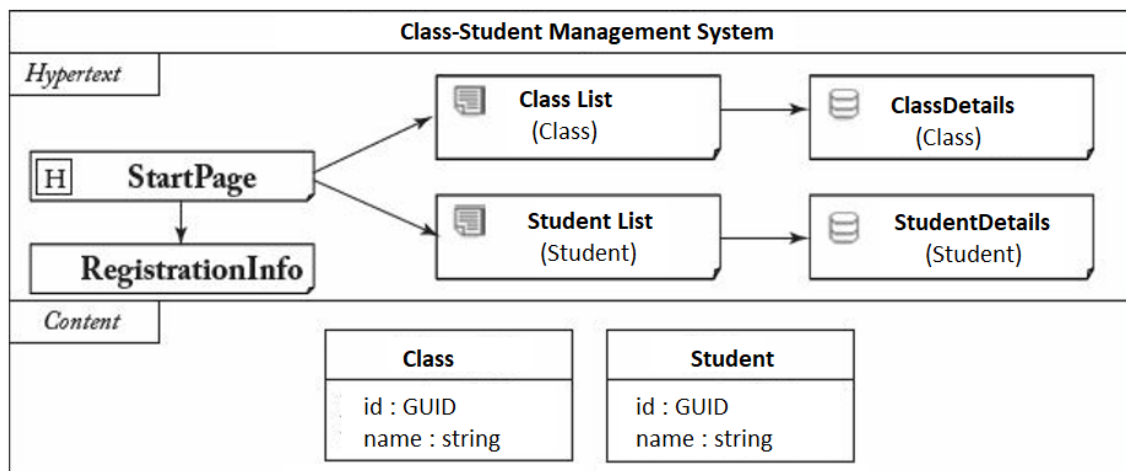 Class-Student Management System
Hypertext
Class List
(Class)
ClassDetails
(Class)
H StartPage
Student List
(Student)
StudentDetails
(Student)
RegistrationInfo
Content
Class
id : GUID
name : string
Student
id : GUID
name : string